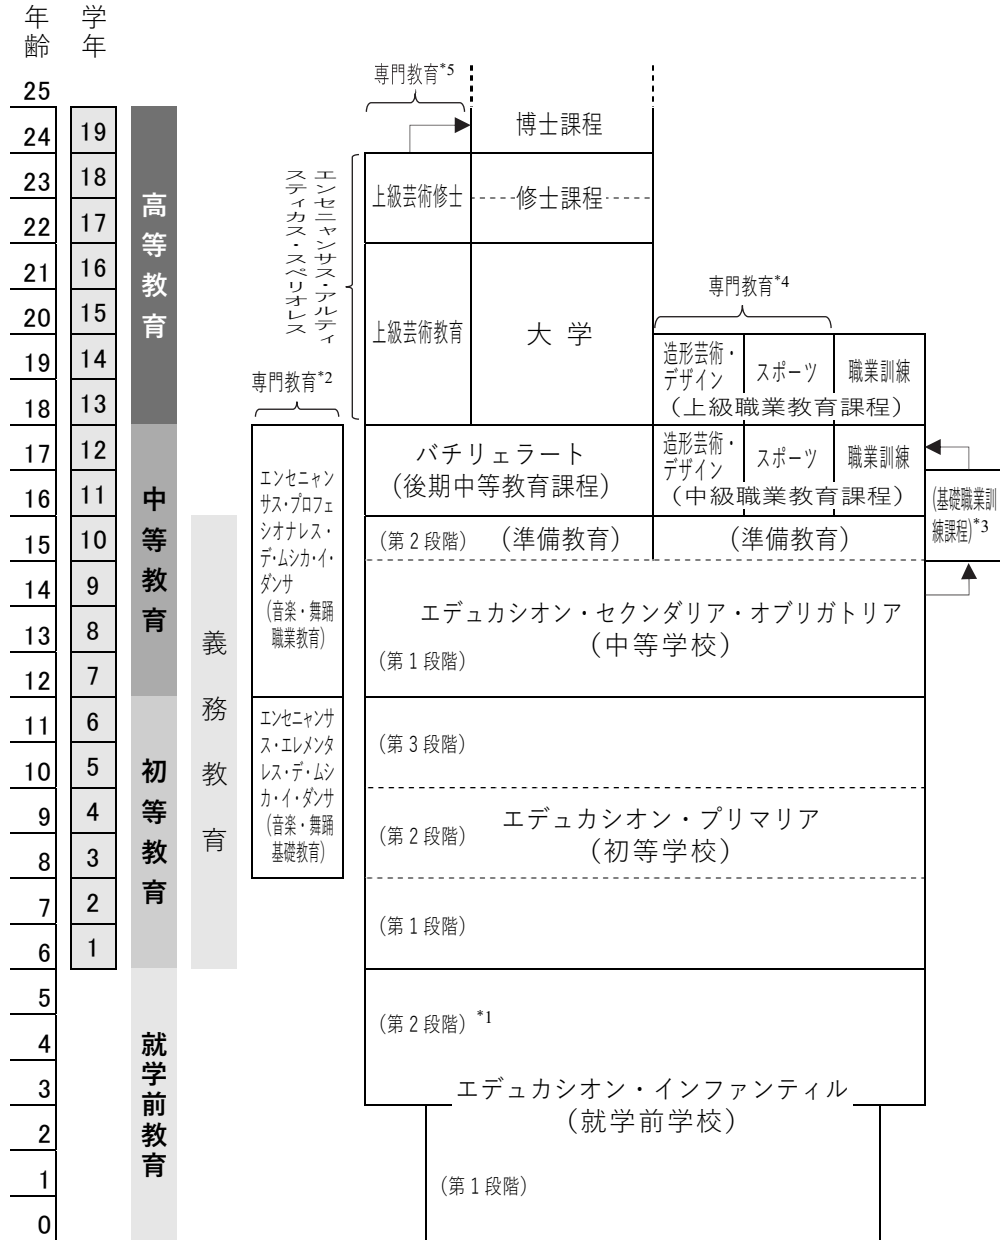 年齢
学年
25
24
23
22
21
20
19
18
17
16
15
14
13
12
11
10
9
8
7
6
5
4
3
2
1
0
19
18
17
16
15
14
13
12
11
10
9
8
7
6
5
4
3
2
1
高等教育
中等教育
初等教育
就学前教育
義務教育
専門教育*5
博士課程
エンセニャンサス・アルティ
スティカス・スペリオレス
上級芸術修士
修士課程
上級芸術教育
大 学
専門教育*4
造形芸術・
デザイン
スポーツ
職業訓練
(上級職業教育課程)
専門教育*2
バチリェラート
(後期中等教育課程)
造形芸術・
デザイン
スポーツ
職業訓練
(中級職業教育課程)
(基礎職業訓
練課程)*3
エンセニャン
サス・プロフェ
シオナレス・
デ・ムシカ・イ・
ダンサ
(音楽・舞踊
職業教育)
(第2段階)
(準備教育)
(準備教育)
エデュカシオン・セクンダリア・オブリガトリア
(中等学校)
(第1段階)
エンセニャンサ
ス・エレメンタ
レス・デ・ムシ
カ・イ・ダンサ
(音楽・舞踊
基礎教育)
(第3段階)
エデュカシオン・プリマリア
(第2段階)
(初等学校)
(第1段階)
(第2段階) *1
エデュカシオン・インファンティル
(就学前学校)
(第1段階)